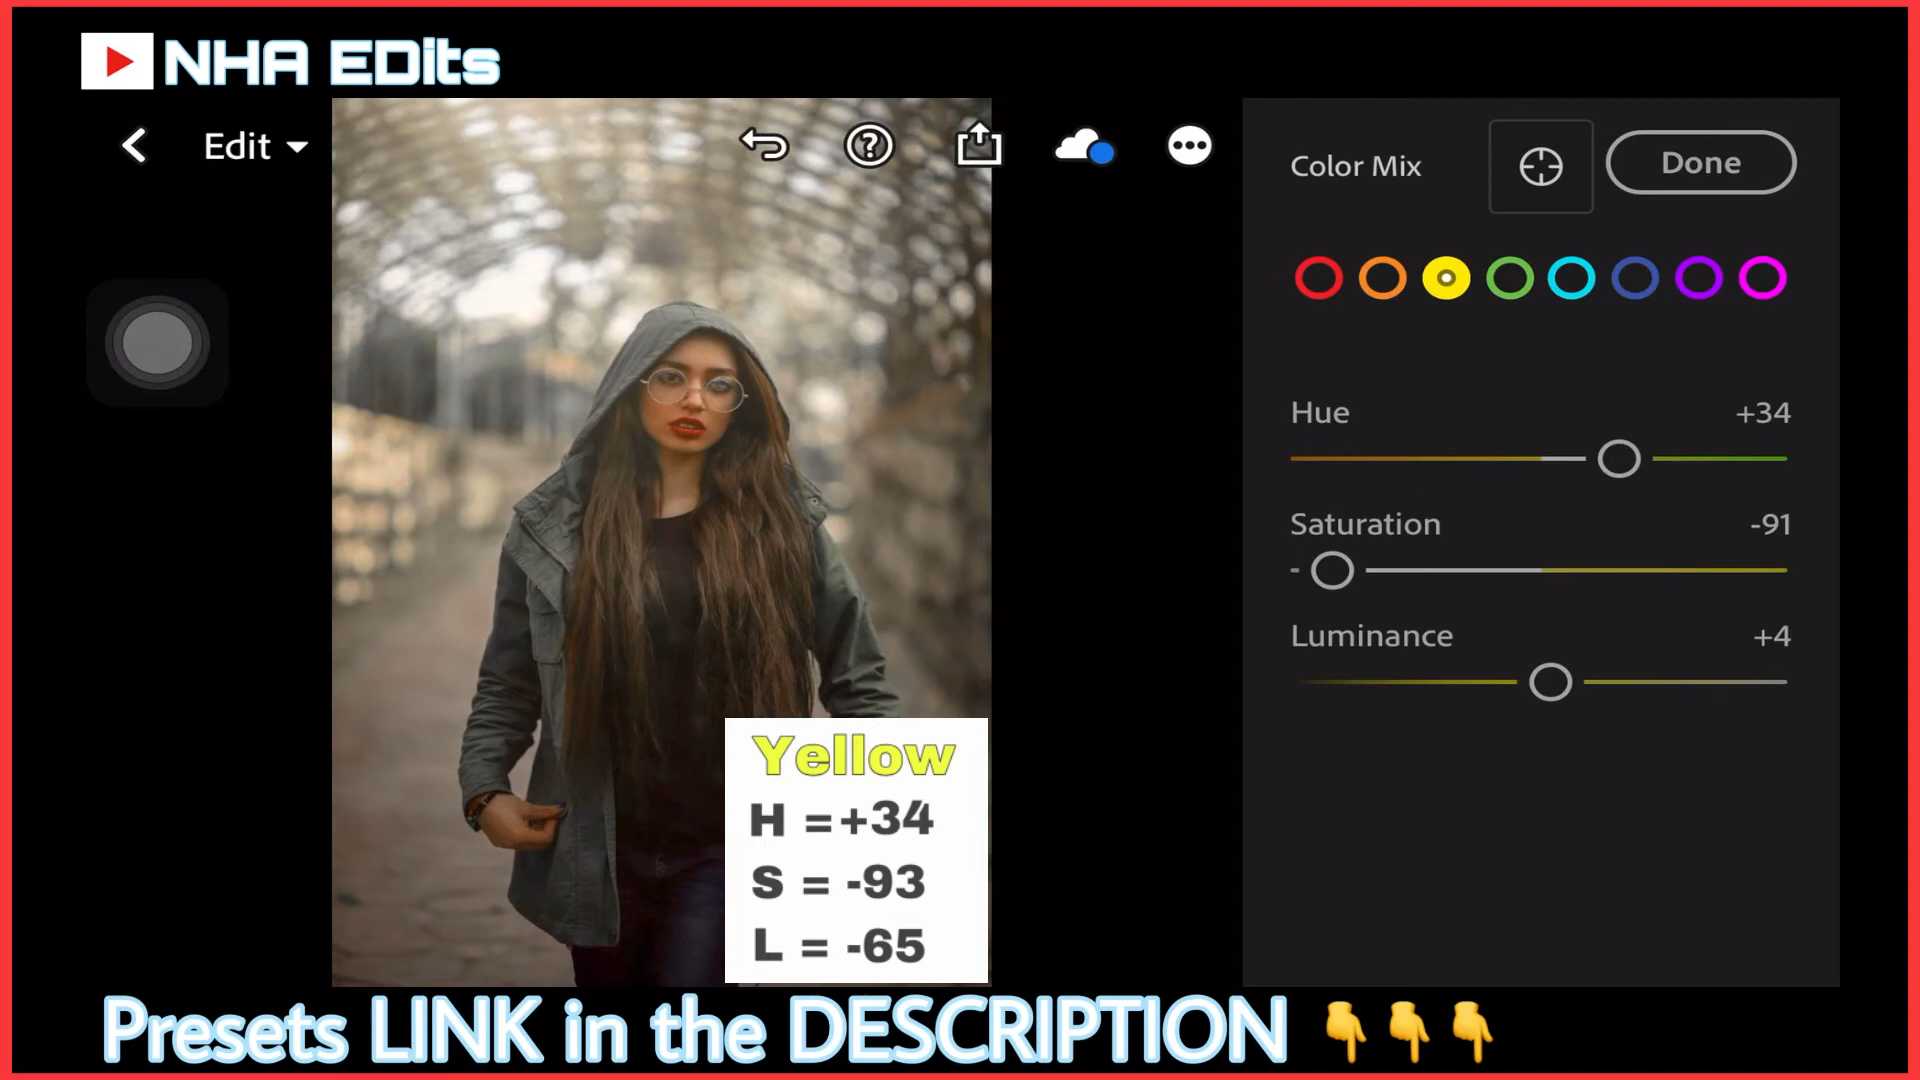 NHA EDits
Edit
Color Mix
Done
Hue +34
Saturation -91
Luminance +4
Yellow
H =+34
S = -93
L = -65
Presets LINK in the DESCRIPTION 👇👇👇